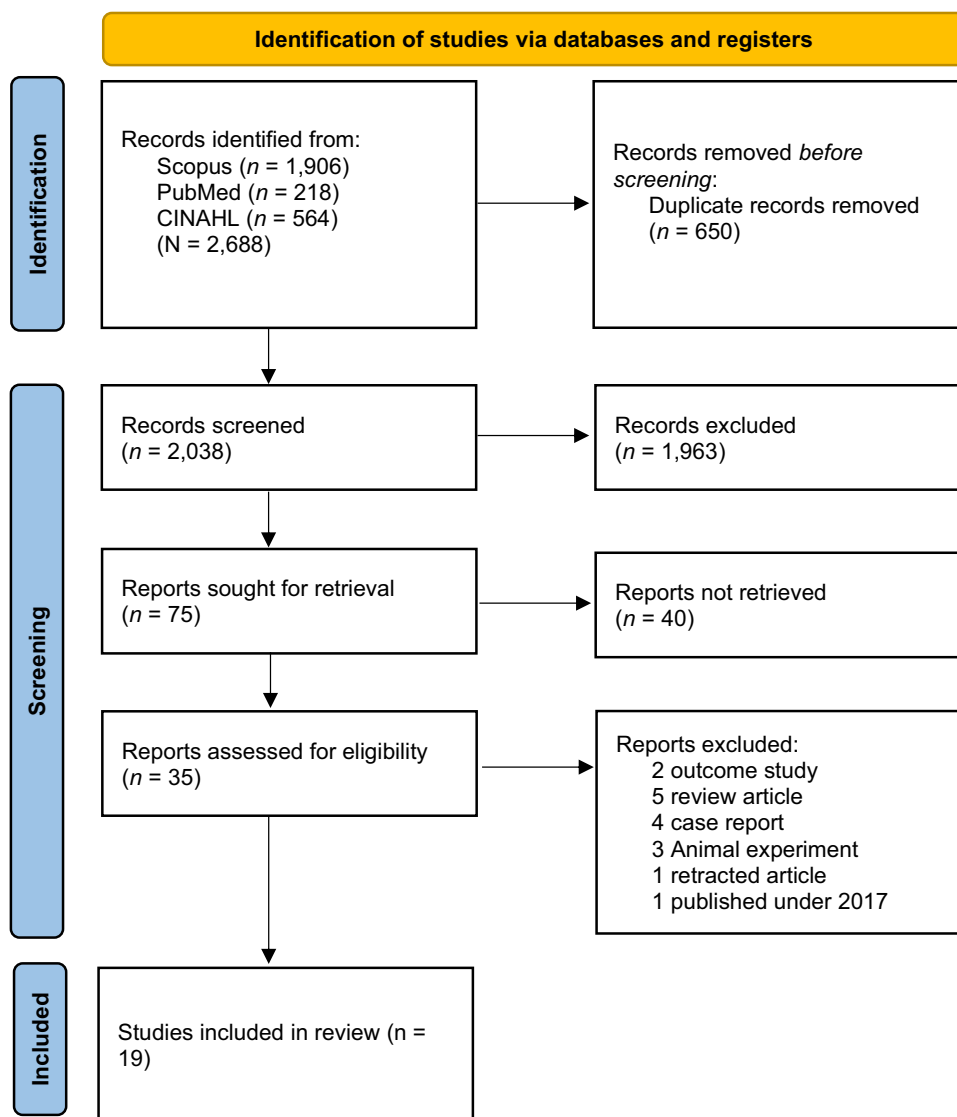 Identification of studies via databases and registers
Identification
Records identified from:
Scopus (n = 1,906)
PubMed (n = 218)
CINAHL (n = 564)
(N = 2,688)
Records removed before
screening:
Duplicate records removed
(n = 650)
Screening
Records screened
(n = 2,038)
Records excluded
(n = 1,963)
Reports sought for retrieval
(n = 75)
Reports not retrieved
(n = 40)
Reports assessed for eligibility
(n = 35)
Reports excluded:
2 outcome study
5 review article
4 case report
3 Animal experiment
1 retracted article
1 published under 2017
Included
Studies included in review (n =
19)